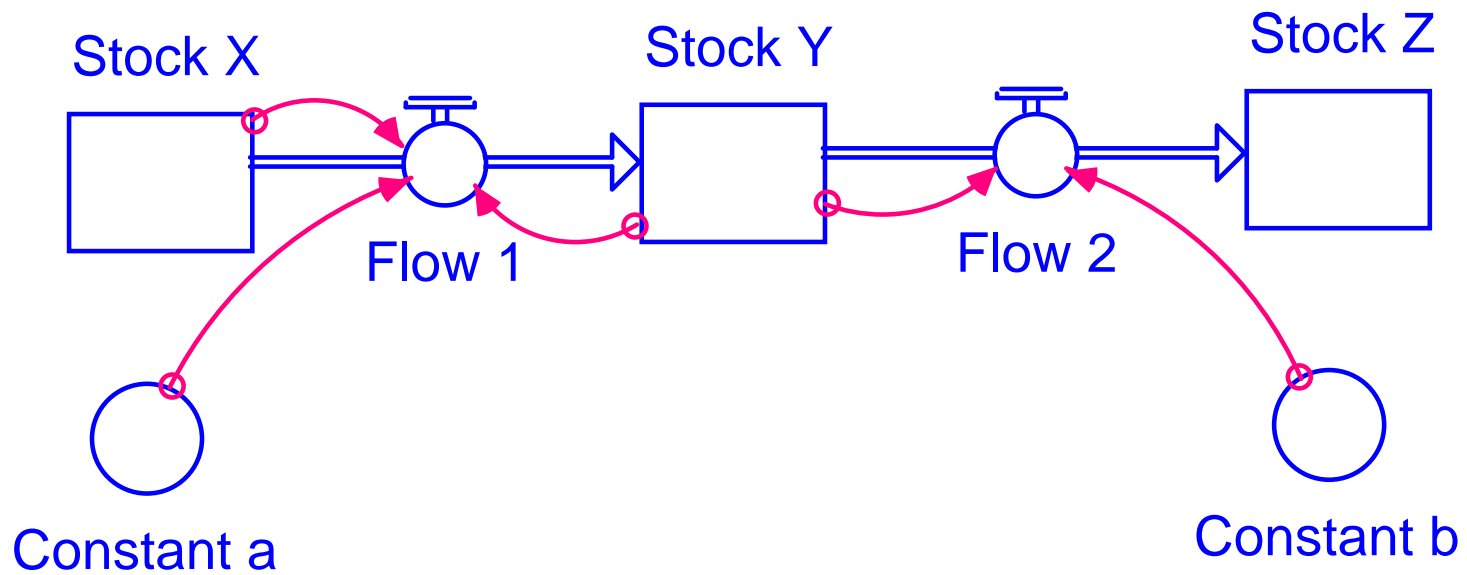 Stock X
Stock Y
Stock Z
Flow 1
Flow 2
Constant a
Constant b